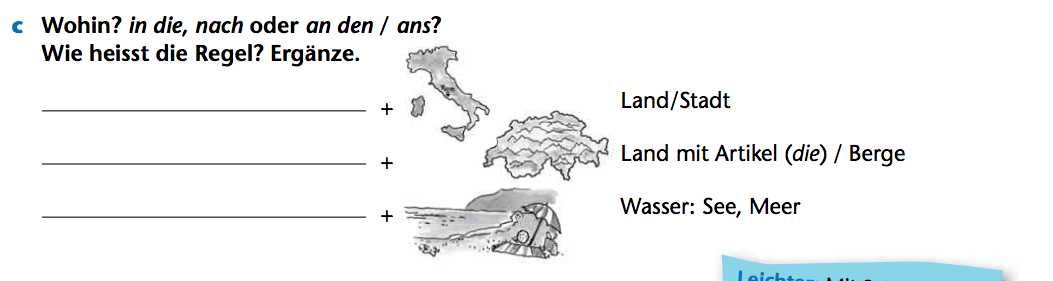 c Wohin? in die, nach oder an den / ans?
Wie heisst die Regel? Ergänze.
+ Land/Stadt
+ Land mit Artikel (die) / Berge
+ Wasser: See, Meer